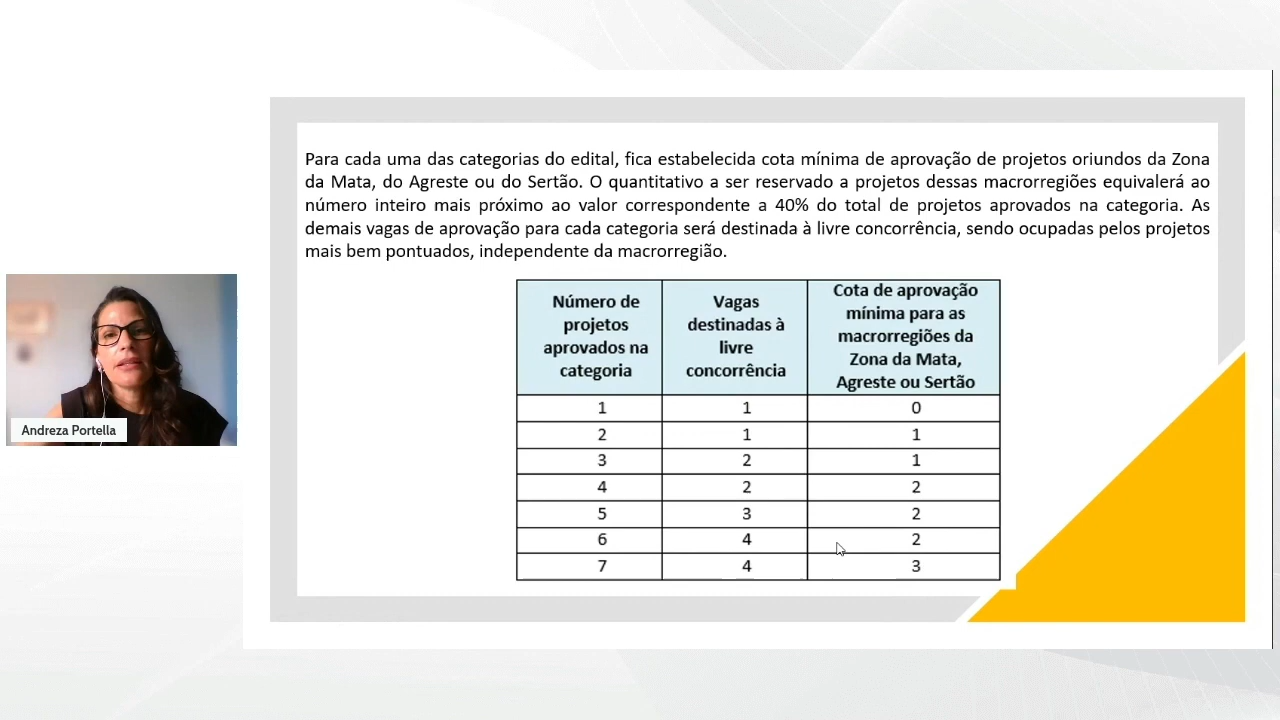 Para cada uma das categorias do edital, fica estabelecida cota mínima de aprovação de projetos oriundos da Zona
da Mata, do Agreste ou do Sertão. O quantitativo a ser reservado a projetos dessas macrorregiões equivalerá ao
número inteiro mais próximo ao valor correspondente a 40% do total de projetos aprovados na categoria. As
demais vagas de aprovação para cada categoria será destinada à livre concorrência, sendo ocupadas pelos projetos
mais bem pontuados, independente da macrorregião.
Número de
projetos
aprovados na
categoria
Vagas
destinadas à
livre
concorrência
Cota de aprovação
mínima para as
macrorregiões da
Zona da Mata,
Agreste ou Sertão
1 1 0
2 1 1
3 2 1
4 2 2
5 3 2
6 4 2
7 4 3
Andreza Portella